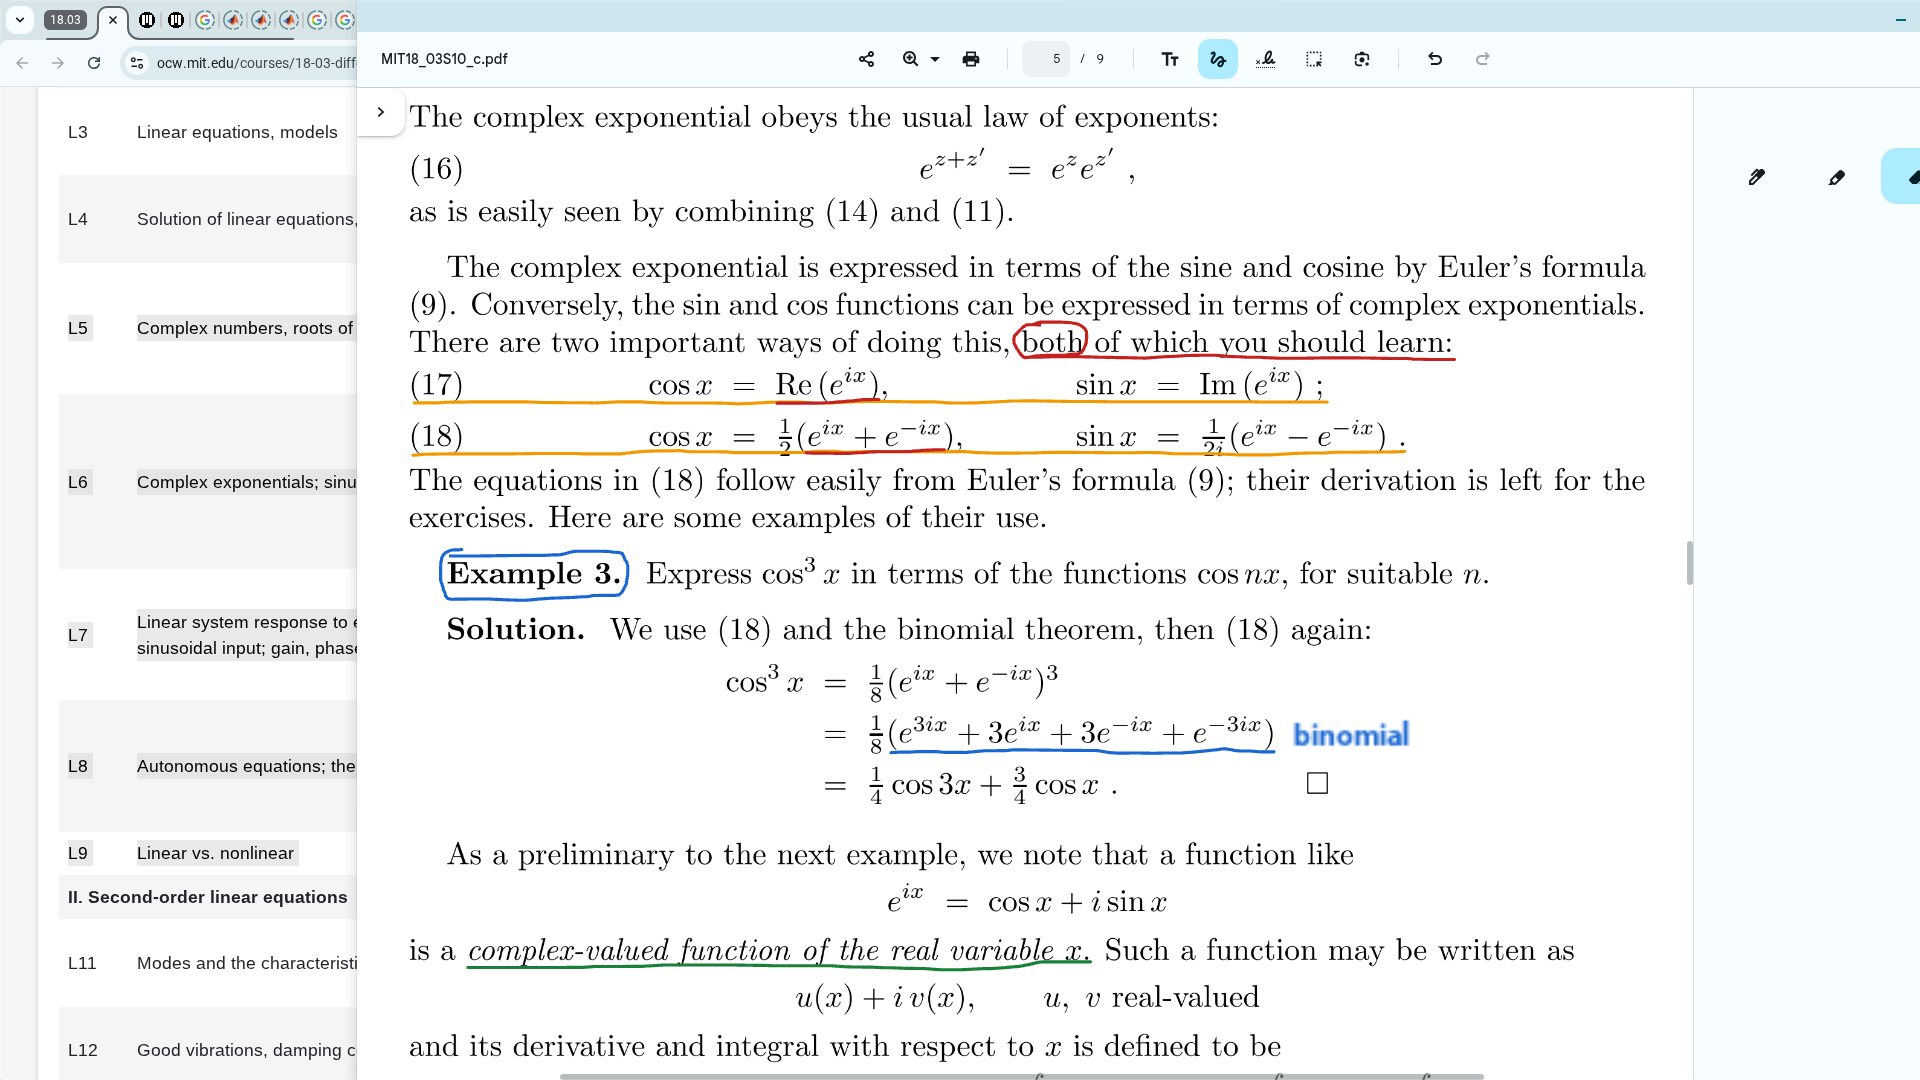 18.03
ocw.mit.edu/courses/18-03-diff
MIT18_03S10_c.pdf
5 / 9
L3 Linear equations, models
L4 Solution of linear equations,
L5 Complex numbers, roots of
L6 Complex exponentials; sinu
L7 Linear system response to e
sinusoidal input; gain, phase
L8 Autonomous equations; the
L9 Linear vs. nonlinear
II. Second-order linear equations
L11 Modes and the characteristi
L12 Good vibrations, damping c
The complex exponential obeys the usual law of exponents:
(16) e^{z+z′} = e^z e^{z′} ,
as is easily seen by combining (14) and (11).
The complex exponential is expressed in terms of the sine and cosine by Euler's formula
(9). Conversely, the sin and cos functions can be expressed in terms of complex exponentials.
There are two important ways of doing this, both of which you should learn:
(17) cos x = Re (e^{ix}), sin x = Im (e^{ix}) ;
(18) cos x = ½(e^{ix} + e^{−ix}), sin x = 1/2i(e^{ix} − e^{−ix}) .
The equations in (18) follow easily from Euler's formula (9); their derivation is left for the
exercises. Here are some examples of their use.
Example 3. Express cos³ x in terms of the functions cos nx, for suitable n.
Solution. We use (18) and the binomial theorem, then (18) again:
cos³ x = ⅛(e^{ix} + e^{−ix})³
= ⅛(e^{3ix} + 3e^{ix} + 3e^{−ix} + e^{−3ix}) binomial
= ¼ cos 3x + ¾ cos x . □
As a preliminary to the next example, we note that a function like
e^{ix} = cos x + i sin x
is a complex-valued function of the real variable x. Such a function may be written as
u(x) + i v(x), u, v real-valued
and its derivative and integral with respect to x is defined to be